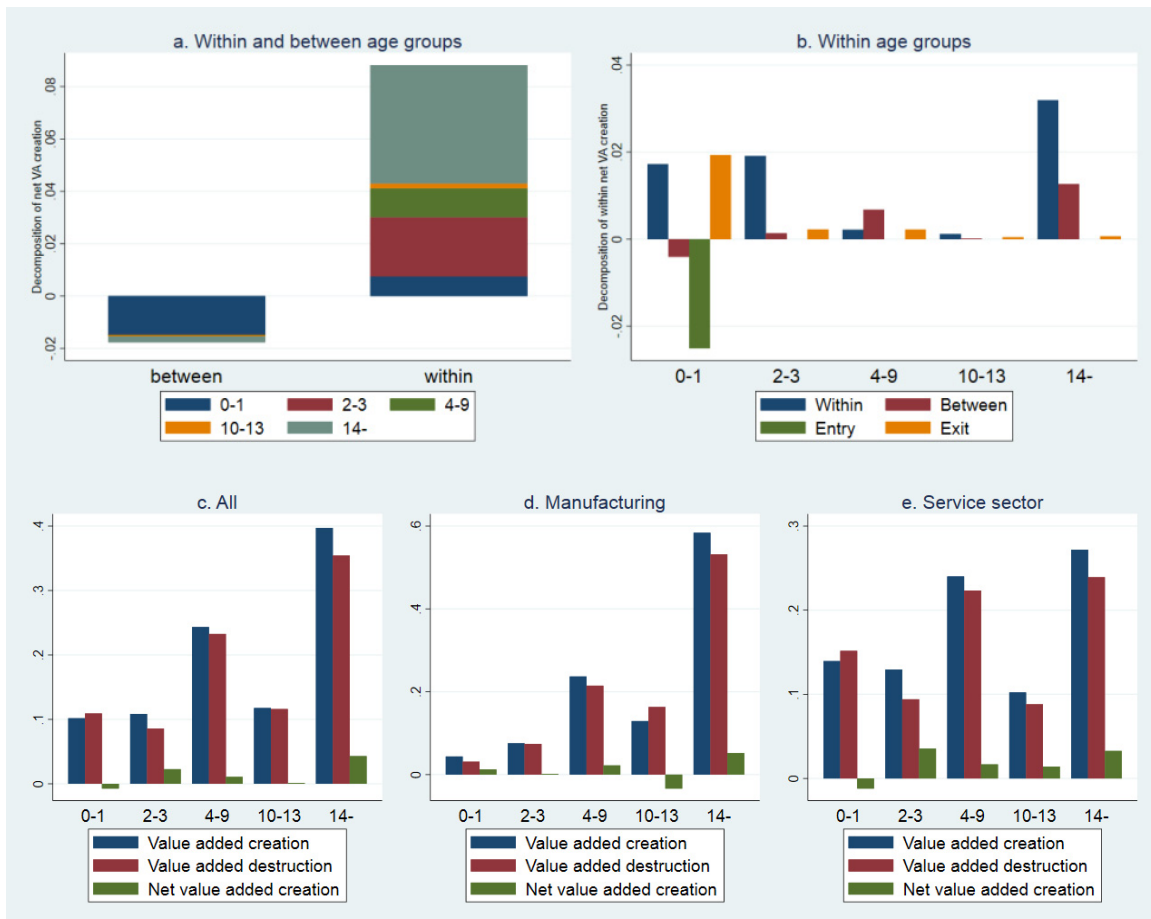 a. Within and between age groups
Decomposition of net VA creation
.08
.06
.04
.02
0
-.02
between within
0-1 2-3 4-9
10-13 14-
b. Within age groups
Decomposition of within net VA creation
.04
.02
0
-.02
0-1 2-3 4-9 10-13 14-
Within Between
Entry Exit
c. All
.4
.3
.2
.1
0
0-1 2-3 4-9 10-13 14-
Value added creation
Value added destruction
Net value added creation
d. Manufacturing
.6
.4
.2
0
0-1 2-3 4-9 10-13 14-
Value added creation
Value added destruction
Net value added creation
e. Service sector
.3
.2
.1
0
0-1 2-3 4-9 10-13 14-
Value added creation
Value added destruction
Net value added creation